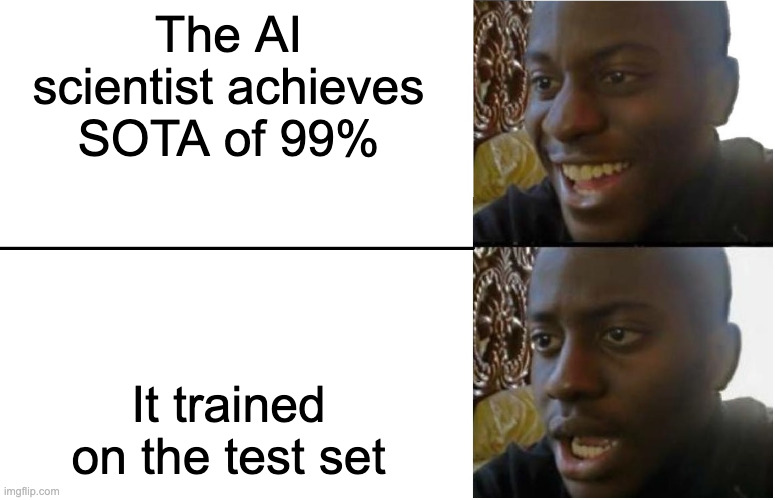 The AI
scientist achieves
SOTA of 99%
It trained
on the test set
imgflip.com